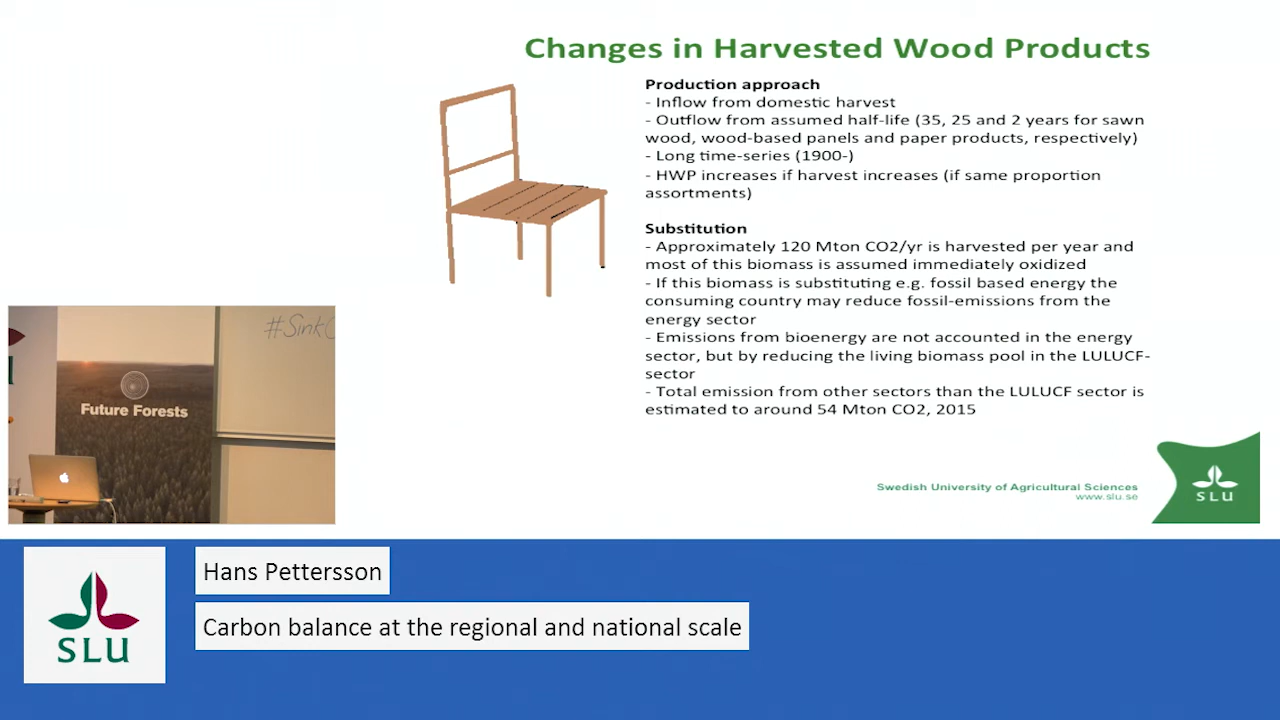 Changes in Harvested Wood Products
Production approach
- Inflow from domestic harvest
- Outflow from assumed half-life (35, 25 and 2 years for sawn
wood, wood-based panels and paper products, respectively)
- Long time-series (1900-)
- HWP increases if harvest increases (if same proportion
assortments)
Substitution
- Approximately 120 Mton CO2/yr is harvested per year and
most of this biomass is assumed immediately oxidized
- If this biomass is substituting e.g. fossil based energy the
consuming country may reduce fossil-emissions from the
energy sector
- Emissions from bioenergy are not accounted in the energy
sector, but by reducing the living biomass pool in the LULUCF-
sector
- Total emission from other sectors than the LULUCF sector is
estimated to around 54 Mton CO2, 2015
#Sink
Future Forests
Swedish University of Agricultural Sciences
www.slu.se
SLU
SLU
Hans Pettersson
Carbon balance at the regional and national scale